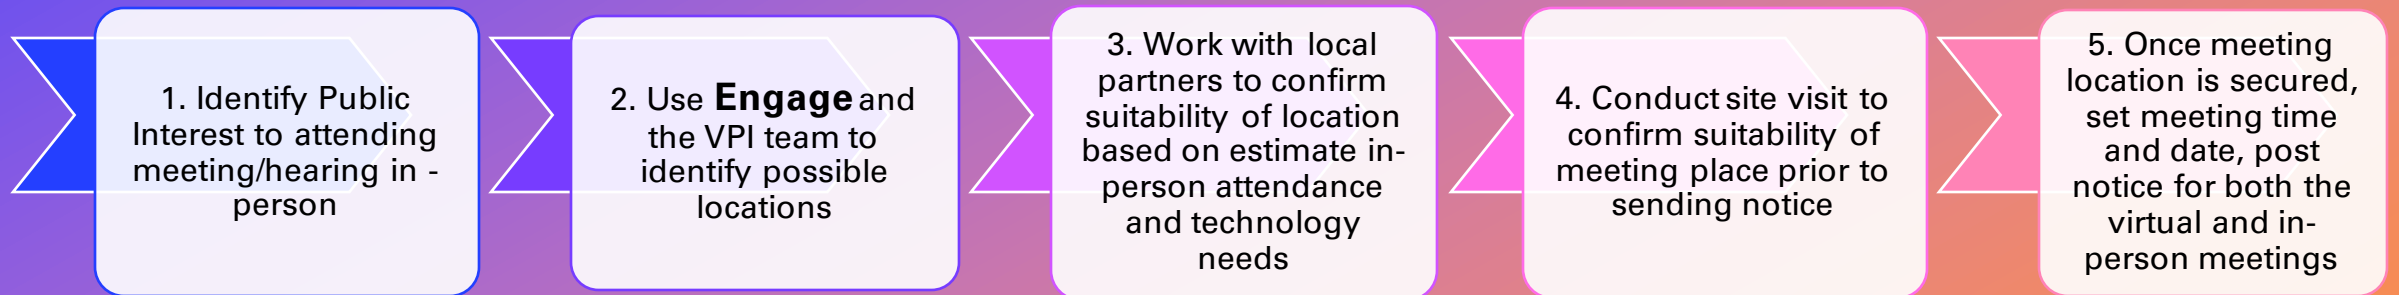 1. Identify Public
Interest to attending
meeting/hearing in -
person
2. Use Engage and
the VPI team to
identify possible
locations
3. Work with local
partners to confirm
suitability of location
based on estimate in-
person attendance
and technology
needs
4. Conduct site visit to
confirm suitability of
meeting place prior to
sending notice
5. Once meeting
location is secured,
set meeting time
and date, post
notice for both the
virtual and in-
person meetings